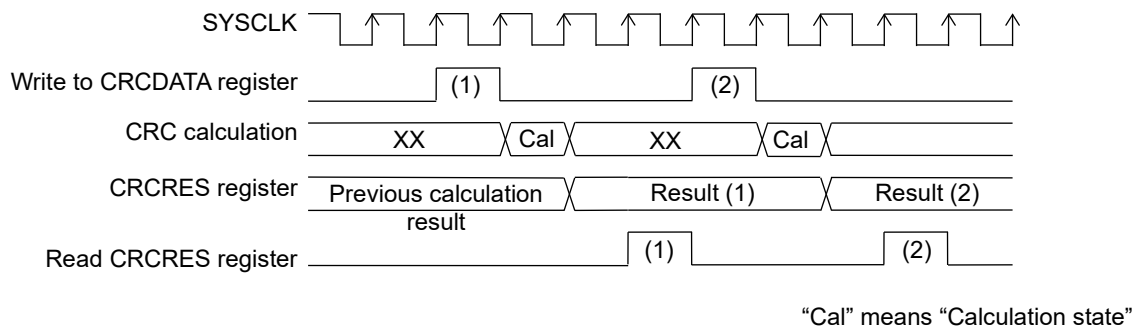 SYSCLK
Write to CRCDATA register
(1)
(2)
CRC calculation
XX
Cal
XX
Cal
CRCRES register
Previous calculation
result
Result (1)
Result (2)
Read CRCRES register
(1)
(2)
“Cal” means “Calculation state”